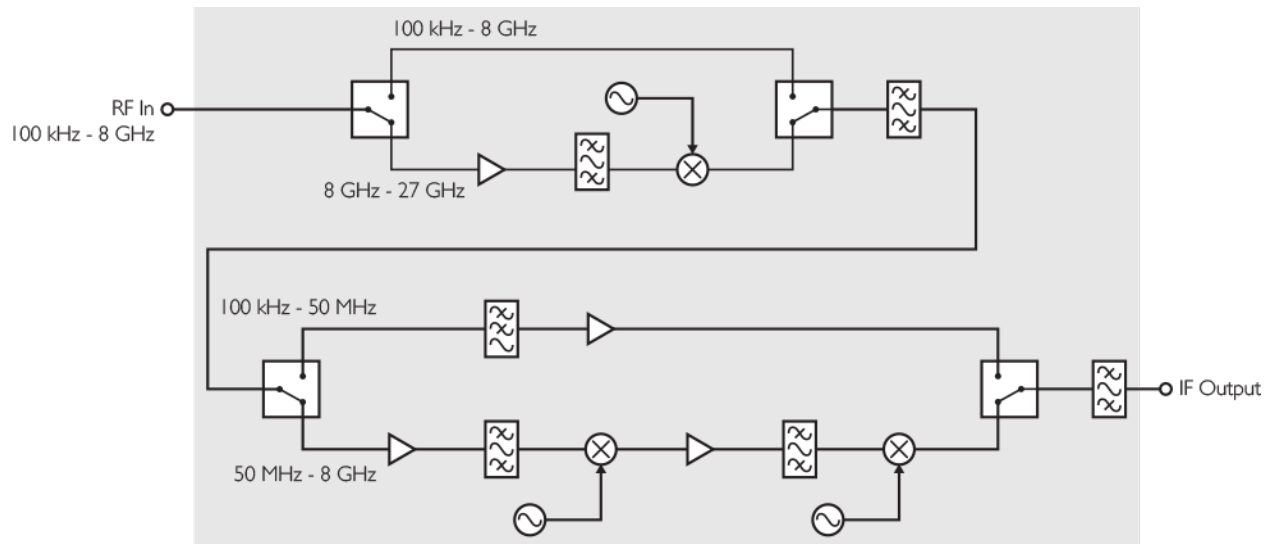 100 kHz - 8 GHz
RF In
100 kHz - 8 GHz
8 GHz - 27 GHz
100 kHz - 50 MHz
IF Output
50 MHz - 8 GHz